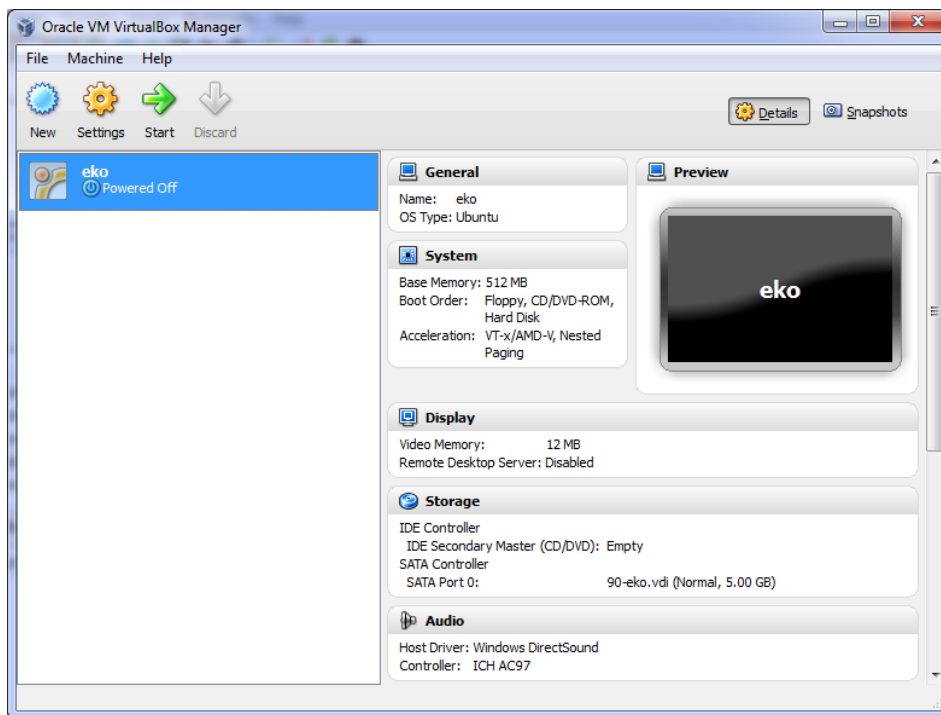 Oracle VM VirtualBox Manager
File Machine Help
New Settings Start Discard
Details Snapshots
eko
Powered Off
General
Name: eko
OS Type: Ubuntu
System
Base Memory: 512 MB
Boot Order: Floppy, CD/DVD-ROM,
Hard Disk
Acceleration: VT-x/AMD-V, Nested
Paging
Preview
eko
Display
Video Memory: 12 MB
Remote Desktop Server: Disabled
Storage
IDE Controller
IDE Secondary Master (CD/DVD): Empty
SATA Controller
SATA Port 0: 90-eko.vdi (Normal, 5.00 GB)
Audio
Host Driver: Windows DirectSound
Controller: ICH AC97